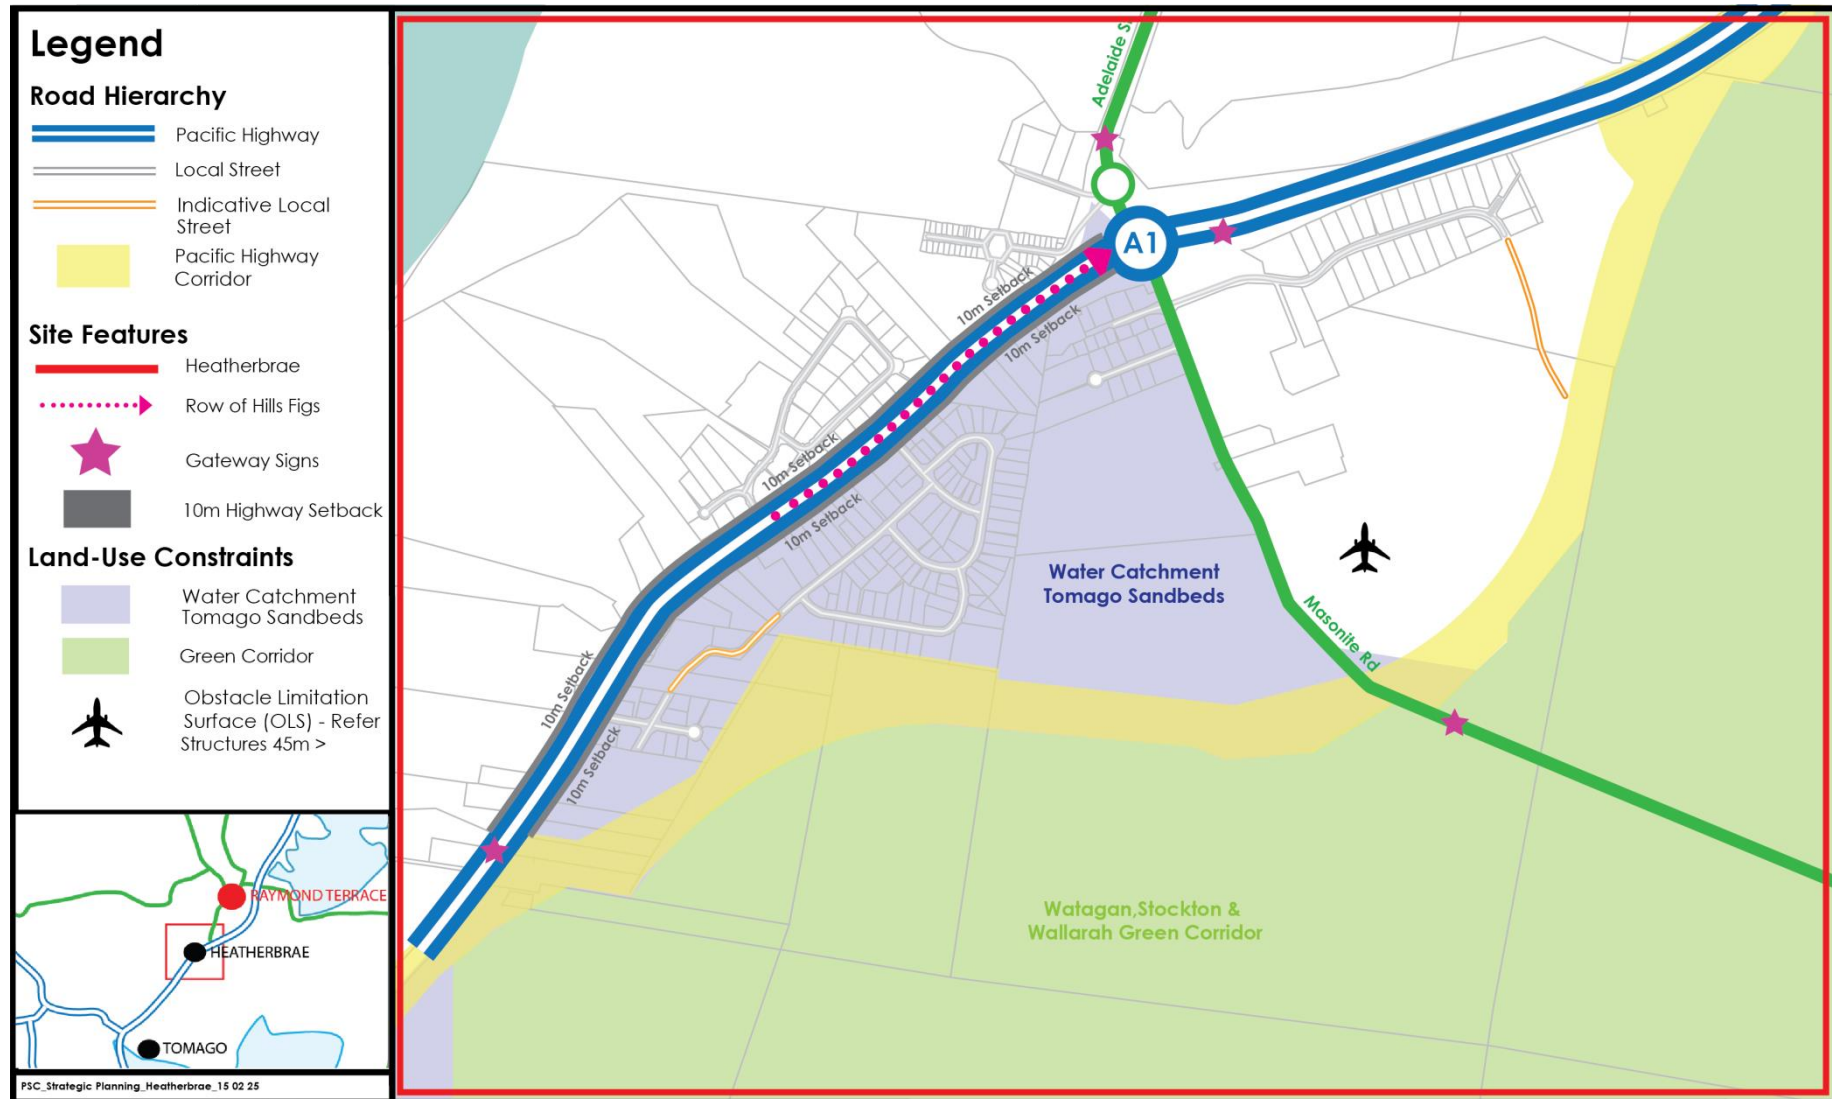 Legend
Road Hierarchy
Pacific Highway
Local Street
Indicative Local
Street
Pacific Highway
Corridor
Site Features
Heatherbrae
Row of Hills Figs
Gateway Signs
10m Highway Setback
Land-Use Constraints
Water Catchment
Tomago Sandbeds
Green Corridor
Obstacle Limitation
Surface (OLS) - Refer
Structures 45m >
RAYMOND TERRACE
HEATHERBRAE
TOMAGO
PSC_Strategic Planning_Heatherbrae_15 02 25
Adelaide S
A1
10m Setback
10m Setback
10m Setback
10m Setback
10m Setback
10m Setback
Water Catchment
Tomago Sandbeds
Masonite Rd
Watagan,Stockton &
Wallarah Green Corridor